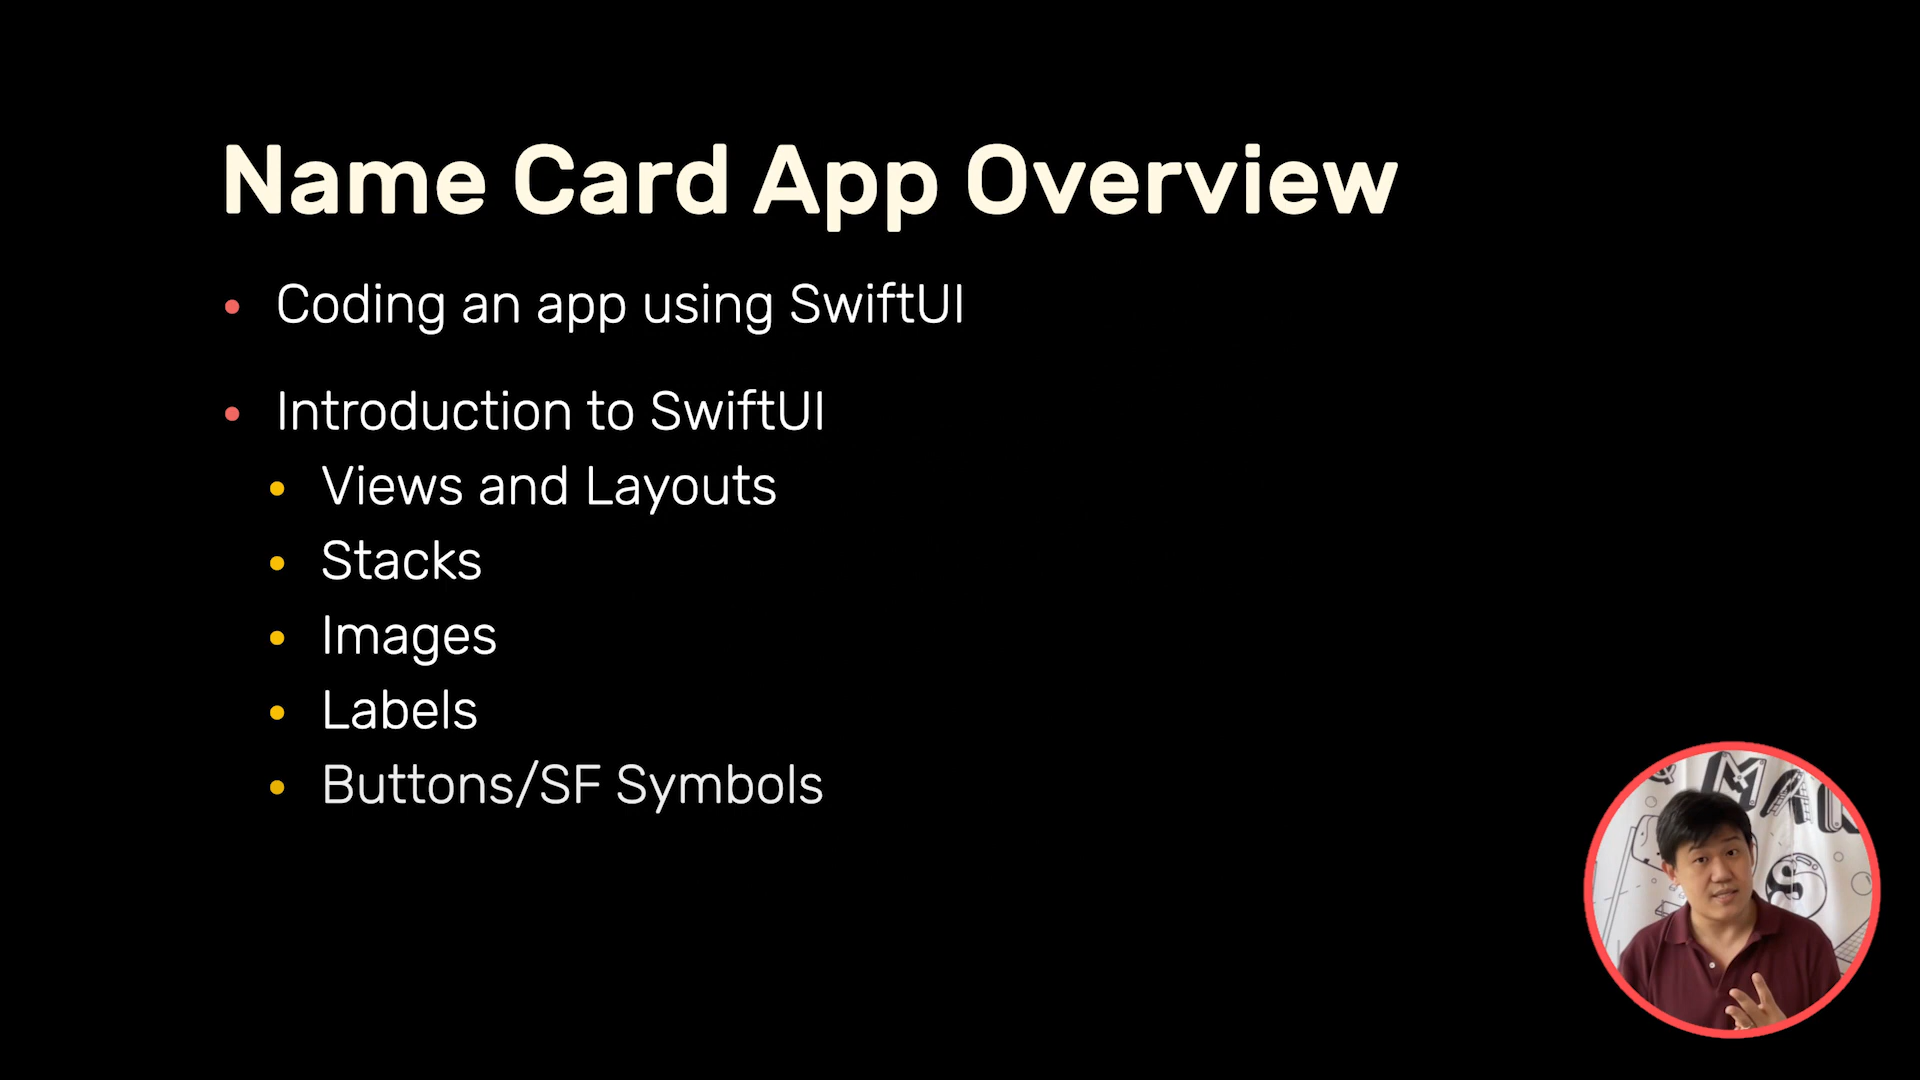 Name Card App Overview
• Coding an app using SwiftUI
• Introduction to SwiftUI
• Views and Layouts
• Stacks
• Images
• Labels
• Buttons/SF Symbols